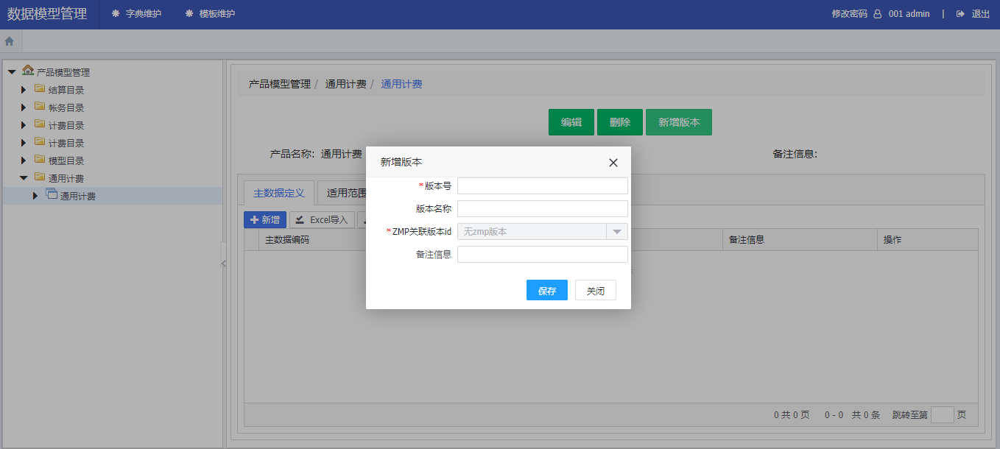 数据模型管理 字典维护 模板维护 修改密码 001 admin | 退出
产品模型管理
结算目录
帐务目录
计费目录
计费目录
模型目录
通用计费
通用计费
产品模型管理 / 通用计费 / 通用计费
编辑 删除 新增版本
产品名称: 通用计费 备注信息:
主数据定义 适用范围
新增 Excel导入
主数据编码 备注信息 操作
新增版本
*版本号
版本名称
*ZMP关联版本id 无zmp版本
备注信息
保存 关闭
0 共 0 页 0 - 0 共 0 条 跳转至第 页